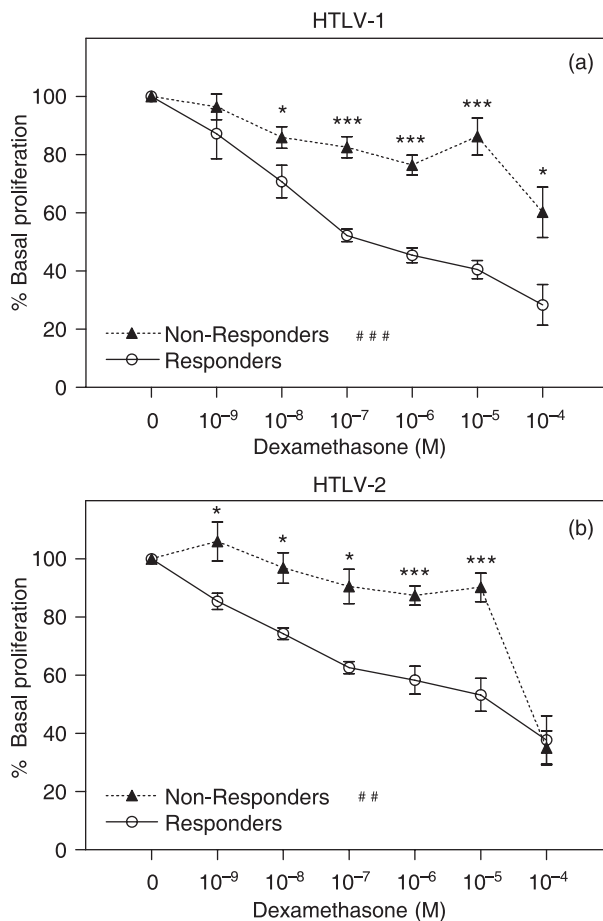 HTLV-1
(a)
% Basal proliferation
100
80
60
40
20
0
* *** *** *** *
Non-Responders ###
Responders
0 10⁻⁹ 10⁻⁸ 10⁻⁷ 10⁻⁶ 10⁻⁵ 10⁻⁴
Dexamethasone (M)
HTLV-2
(b)
% Basal proliferation
100
80
60
40
20
0
* * * *** ***
Non-Responders ##
Responders
0 10⁻⁹ 10⁻⁸ 10⁻⁷ 10⁻⁶ 10⁻⁵ 10⁻⁴
Dexamethasone (M)